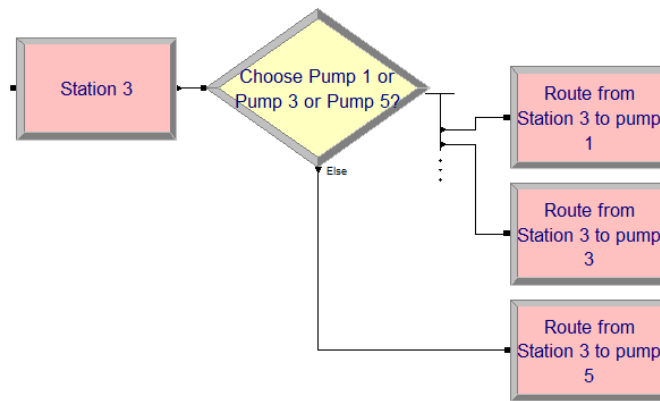 Station 3
Choose Pump 1 or
Pump 3 or Pump 5?
Else
Route from
Station 3 to pump
1
Route from
Station 3 to pump
3
Route from
Station 3 to pump
5